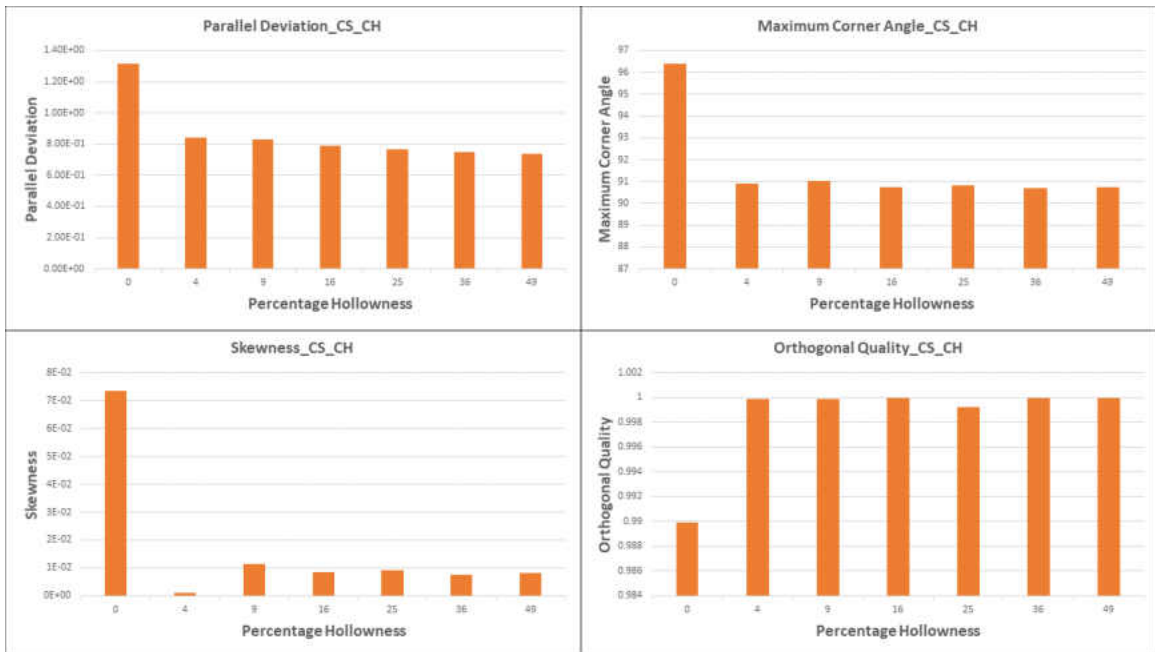 Parallel Deviation_CS_CH
Parallel Deviation
1.40E+00
1.20E+00
1.00E+00
8.00E-01
6.00E-01
4.00E-01
2.00E-01
0.00E+00
0 4 9 16 25 36 49
Percentage Hollowness
Maximum Corner Angle_CS_CH
Maximum Corner Angle
97
96
95
94
93
92
91
90
89
88
87
0 4 9 16 25 36 49
Percentage Hollowness
Skewness_CS_CH
Skewness
8E-02
7E-02
6E-02
5E-02
4E-02
3E-02
2E-02
1E-02
0E+00
0 4 9 16 25 36 49
Percentage Hollowness
Orthogonal Quality_CS_CH
Orthogonal Quality
1.002
1
0.998
0.996
0.994
0.992
0.99
0.988
0.986
0.984
0 4 9 16 25 36 49
Percentage Hollowness